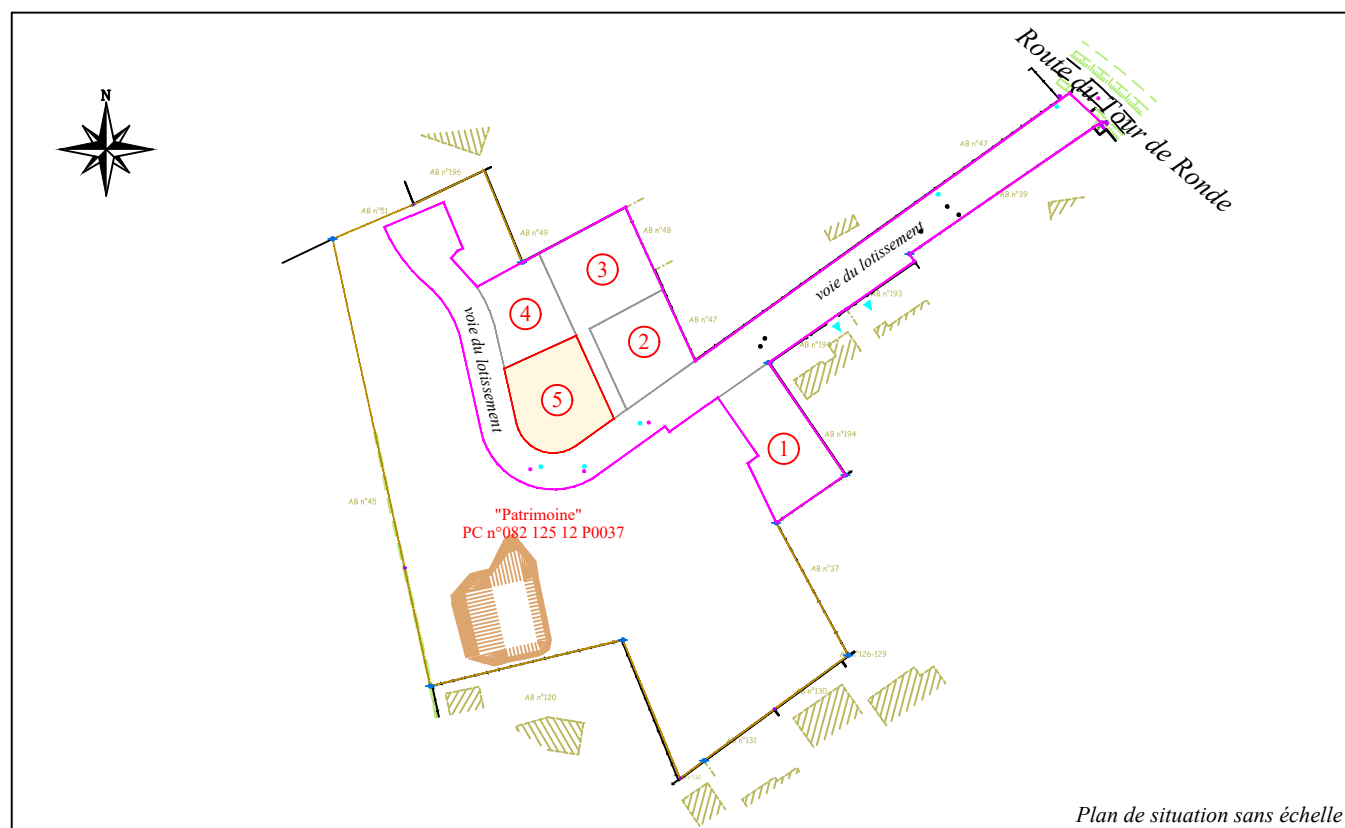 Route du Tour de Ronde
N
AB n°47
AB n°196
AB n°39
AB n°51
AB n°49
AB n°48
voie du lotissement
3
AB n°193
4
voie du lotissement
2
AB n°47
AB n°194
5
AB n°194
1
AB n°45
"Patrimoine"
PC n°082 125 12 P0037
AB n°37
n°126-129
AB n°120
AB n°130
AB n°131
Plan de situation sans échelle